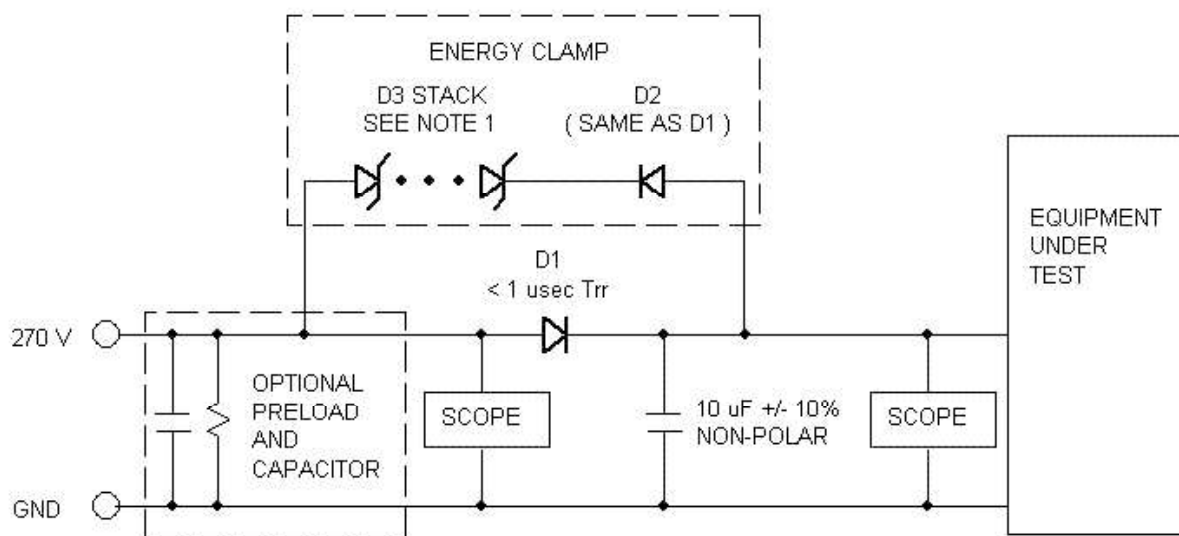 ENERGY CLAMP
D3 STACK
SEE NOTE 1
D2
( SAME AS D1 )
D1
< 1 usec Trr
EQUIPMENT
UNDER
TEST
270 V
OPTIONAL
PRELOAD
AND
CAPACITOR
SCOPE
10 uF +/- 10%
NON-POLAR
SCOPE
GND